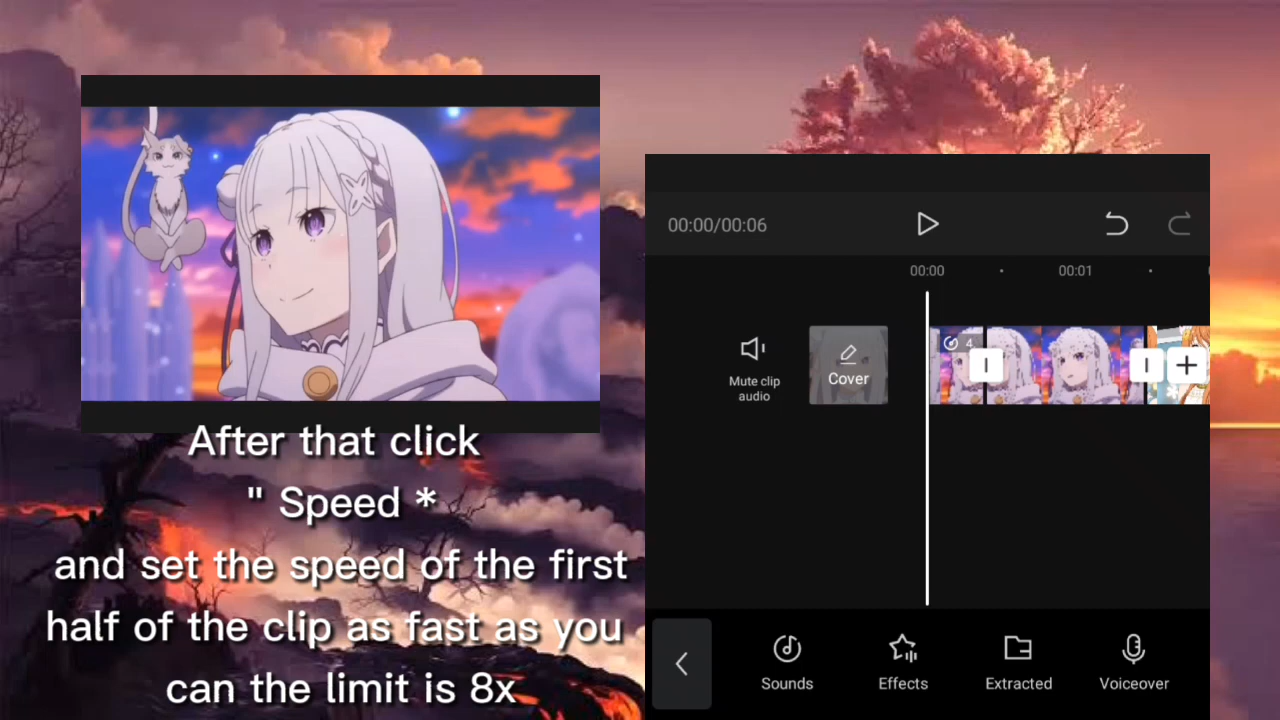 After that click
" Speed *
and set the speed of the first
half of the clip as fast as you
can the limit is 8x
00:00/00:06
00:00
00:01
4
Mute clip
audio
Cover
Sounds
Effects
Extracted
Voiceover